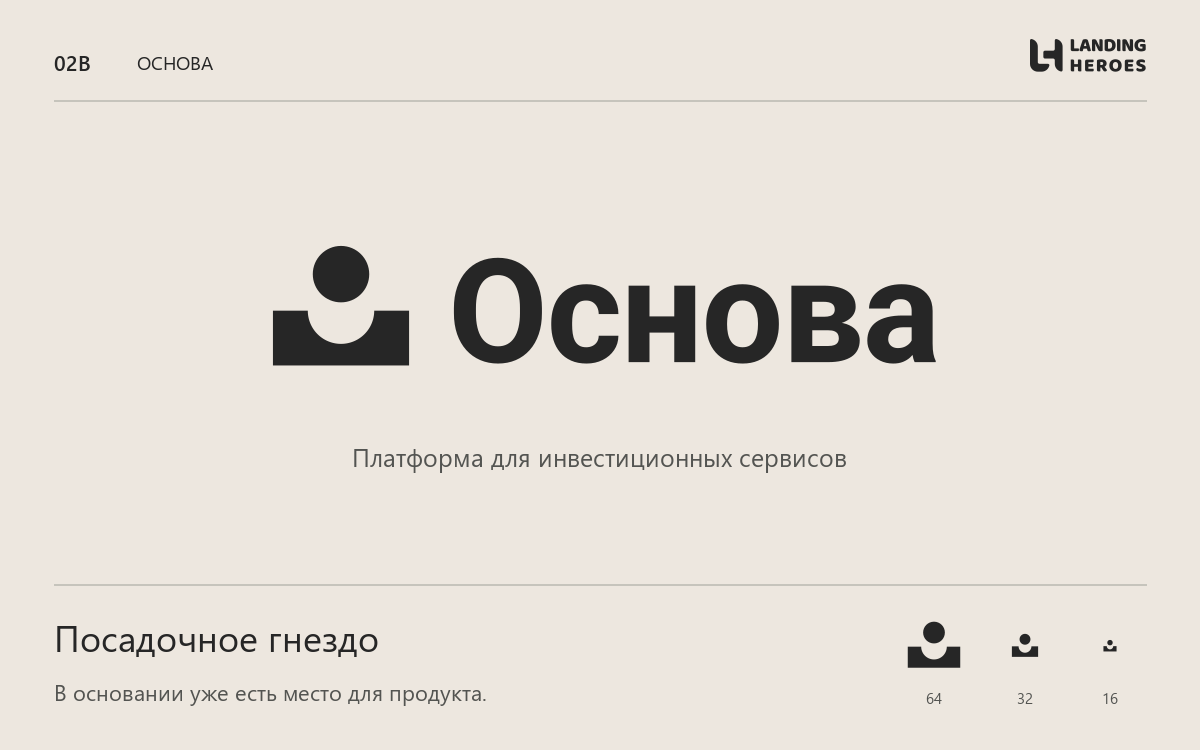 02В ОСНОВА
LANDING
HEROES
Основа
Платформа для инвестиционных сервисов
Посадочное гнездо
В основании уже есть место для продукта.
64 32 16